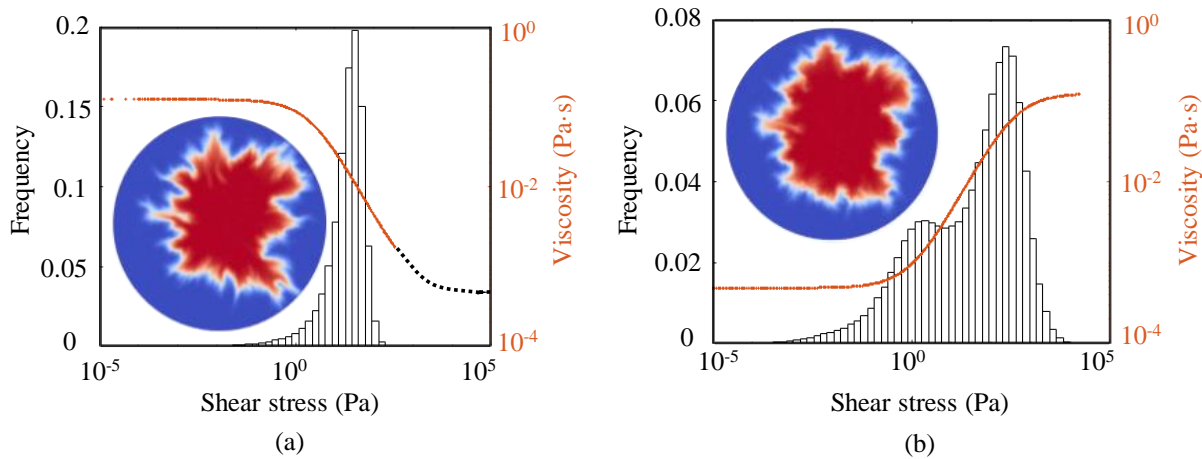 0.2
0.15
0.1
0.05
0
Frequency
10^0
10^-2
10^-4
Viscosity (Pa·s)
10^-5
10^0
10^5
Shear stress (Pa)
(a)
0.08
0.06
0.04
0.02
0
Frequency
10^0
10^-2
10^-4
Viscosity (Pa·s)
10^-5
10^0
10^5
Shear stress (Pa)
(b)